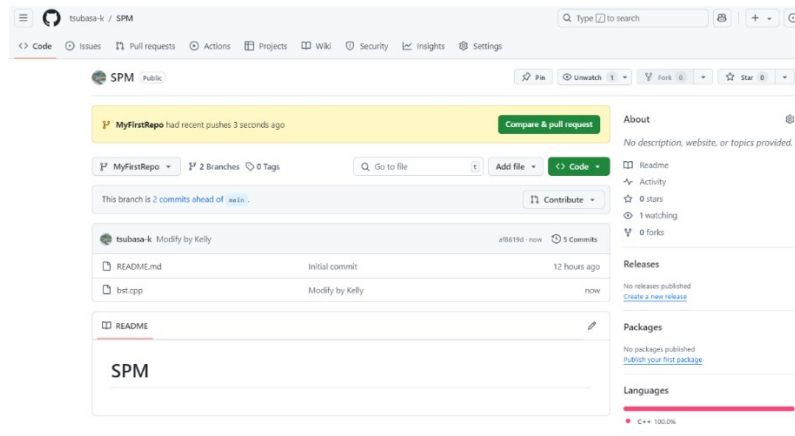 tsubasa-k / SPM
Type / to search
Code Issues Pull requests Actions Projects Wiki Security Insights Settings
SPM Public
Pin Unwatch 1 Fork 0 Star 0
MyFirstRepo had recent pushes 3 seconds ago
Compare & pull request
MyFirstRepo 2 Branches 0 Tags
Go to file t Add file <> Code
This branch is 2 commits ahead of main .
Contribute
tsubasa-k Modify by Kelly
now 5 Commits
README.md Initial commit 12 hours ago
bst.cpp Modify by Kelly now
README
SPM
About
No description, website, or topics provided.
Readme
Activity
0 stars
1 watching
0 forks
Releases
No releases published
Create a new release
Packages
No packages published
Publish your first package
Languages
C++ 100.0%